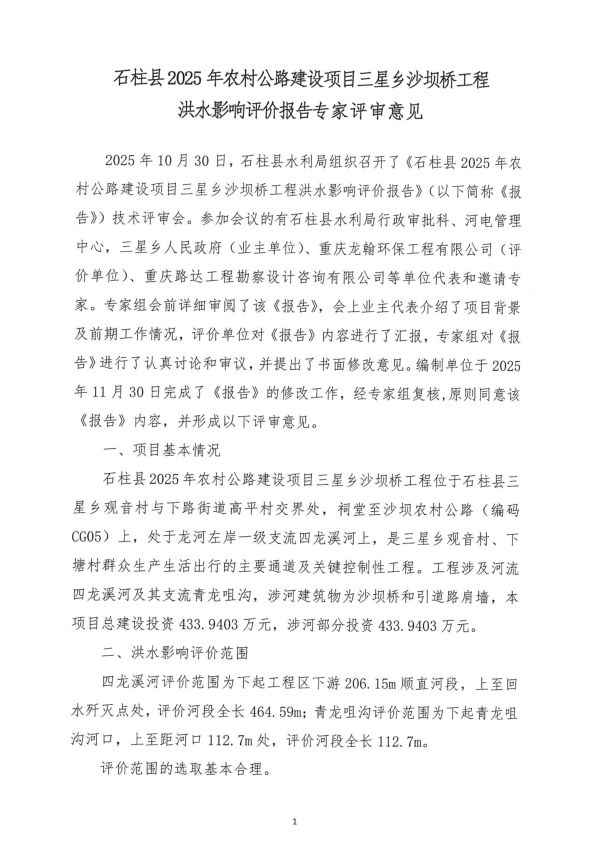 石柱县2025年农村公路建设项目三星乡沙坝桥工程
洪水影响评价报告专家评审意见
2025年10月30日，石柱县水利局组织召开了《石柱县2025年农
村公路建设项目三星乡沙坝桥工程洪水影响评价报告》（以下简称《报
告》）技术评审会。参加会议的有石柱县水利局行政审批科、河电管理
中心，三星乡人民政府（业主单位）、重庆龙翰环保工程有限公司（评
价单位）、重庆路达工程勘察设计咨询有限公司等单位代表和邀请专
家。专家组会前详细审阅了该《报告》，会上业主代表介绍了项目背景
及前期工作情况，评价单位对《报告》内容进行了汇报，专家组对《报
告》进行了认真讨论和审议，并提出了书面修改意见。编制单位于2025
年11月30日完成了《报告》的修改工作，经专家组复核，原则同意该
《报告》内容，并形成以下评审意见。
一、项目基本情况
石柱县2025年农村公路建设项目三星乡沙坝桥工程位于石柱县三
星乡观音村与下路街道高平村交界处，祠堂至沙坝农村公路（编码
CG05）上，处于龙河左岸一级支流四龙溪河上，是三星乡观音村、下
塘村群众生产生活出行的主要通道及关键控制性工程。工程涉及河流
四龙溪河及其支流青龙咀沟，涉河建筑物为沙坝桥和引道路肩墙，本
项目总建设投资433.9403万元，涉河部分投资433.9403万元。
二、洪水影响评价范围
四龙溪河评价范围为下起工程区下游206.15m顺直河段，上至回
水歼灭点处，评价河段全长464.59m；青龙咀沟评价范围为下起青龙咀
沟河口，上至距河口112.7m处，评价河段全长112.7m。
评价范围的选取基本合理。
1